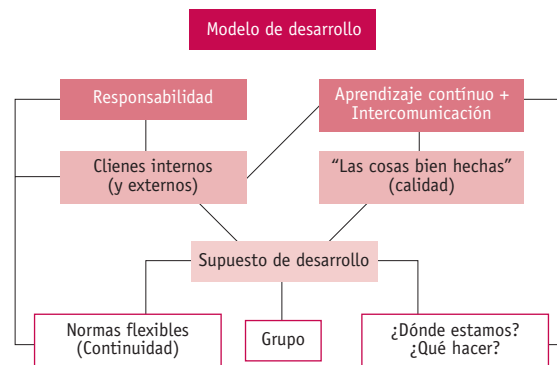 Modelo de desarrollo
Responsabilidad
Aprendizaje contínuo +
Intercomunicación
Clienes internos
(y externos)
“Las cosas bien hechas”
(calidad)
Supuesto de desarrollo
Normas flexibles
(Continuidad)
Grupo
¿Dónde estamos?
¿Qué hacer?